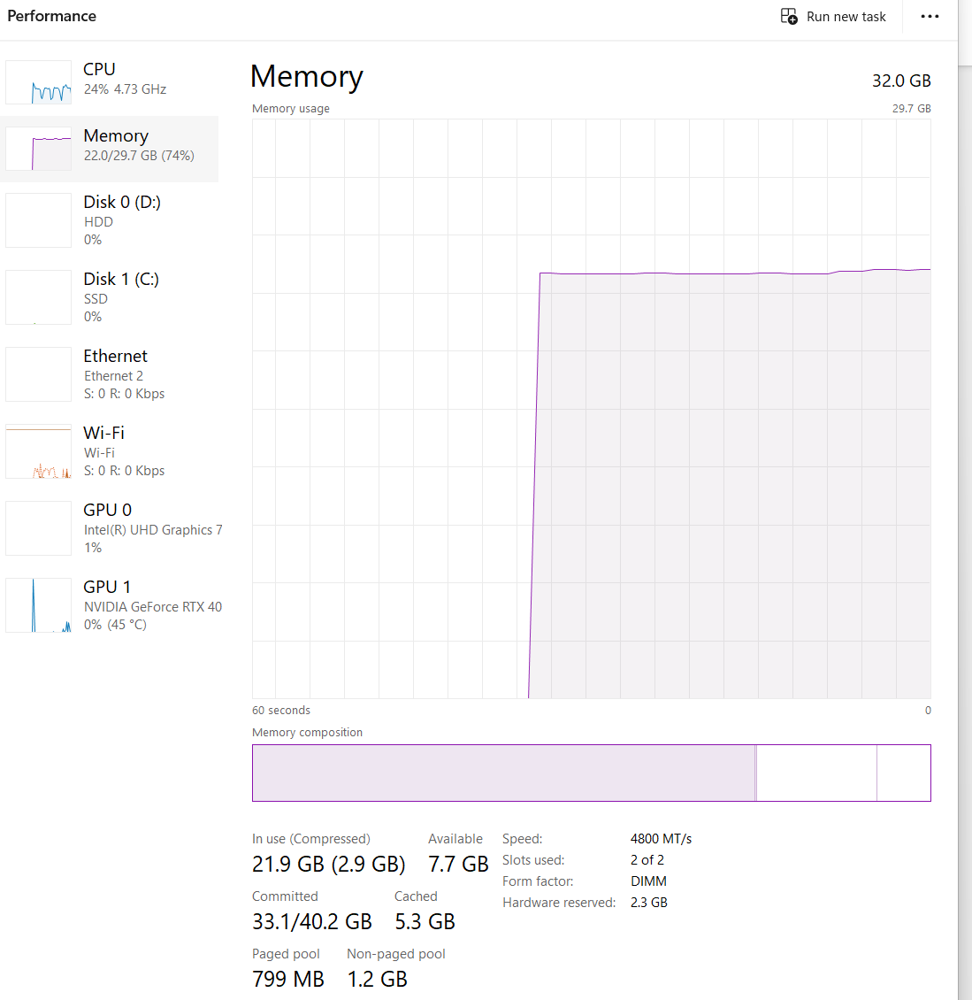 Performance
Run new task
CPU
24% 4.73 GHz
Memory
22.0/29.7 GB (74%)
Disk 0 (D:)
HDD
0%
Disk 1 (C:)
SSD
0%
Ethernet
Ethernet 2
S: 0 R: 0 Kbps
Wi-Fi
Wi-Fi
S: 0 R: 0 Kbps
GPU 0
Intel(R) UHD Graphics 7
1%
GPU 1
NVIDIA GeForce RTX 40
0% (45 °C)
Memory
32.0 GB
Memory usage
29.7 GB
60 seconds
0
Memory composition
In use (Compressed)
21.9 GB (2.9 GB)
Available
7.7 GB
Committed
33.1/40.2 GB
Cached
5.3 GB
Paged pool
799 MB
Non-paged pool
1.2 GB
Speed: 4800 MT/s
Slots used: 2 of 2
Form factor: DIMM
Hardware reserved: 2.3 GB